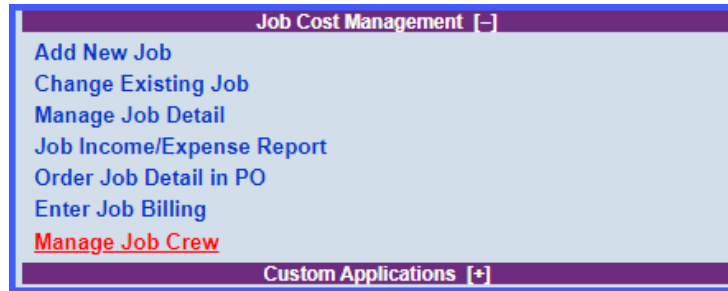 Job Cost Management [–]
Add New Job
Change Existing Job
Manage Job Detail
Job Income/Expense Report
Order Job Detail in PO
Enter Job Billing
Manage Job Crew
Custom Applications [+]